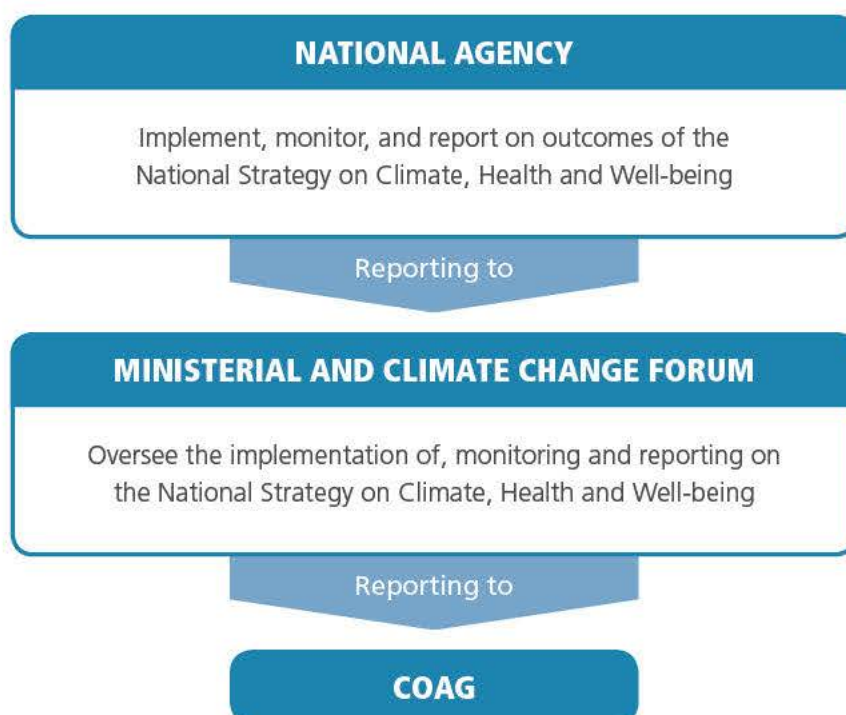 NATIONAL AGENCY
Implement, monitor, and report on outcomes of the
National Strategy on Climate, Health and Well-being
Reporting to
MINISTERIAL AND CLIMATE CHANGE FORUM
Oversee the implementation of, monitoring and reporting on
the National Strategy on Climate, Health and Well-being
Reporting to
COAG